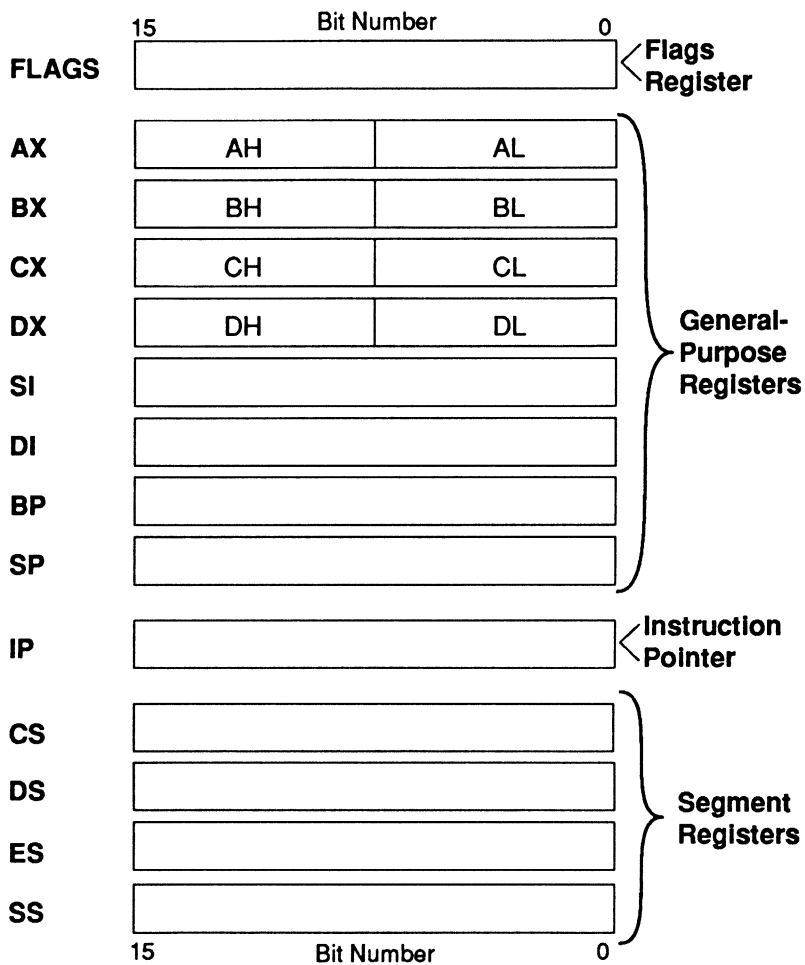 15 Bit Number 0
FLAGS
Flags
Register
AX AH AL
BX BH BL
CX CH CL
DX DH DL
SI
DI
BP
SP
General-
Purpose
Registers
IP
Instruction
Pointer
CS
DS
ES
SS
Segment
Registers
15 Bit Number 0